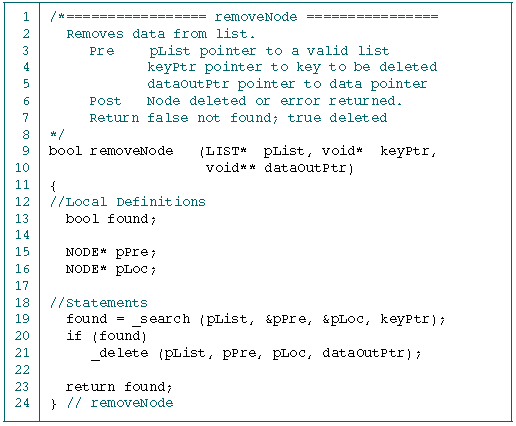 1 /*================= removeNode ================
2 Removes data from list.
3 Pre pList pointer to a valid list
4 keyPtr pointer to key to be deleted
5 dataOutPtr pointer to data pointer
6 Post Node deleted or error returned.
7 Return false not found; true deleted
8 */
9 bool removeNode (LIST* pList, void* keyPtr,
10 void** dataOutPtr)
11 {
12 //Local Definitions
13 bool found;
14
15 NODE* pPre;
16 NODE* pLoc;
17
18 //Statements
19 found = _search (pList, &pPre, &pLoc, keyPtr);
20 if (found)
21 _delete (pList, pPre, pLoc, dataOutPtr);
22
23 return found;
24 } // removeNode